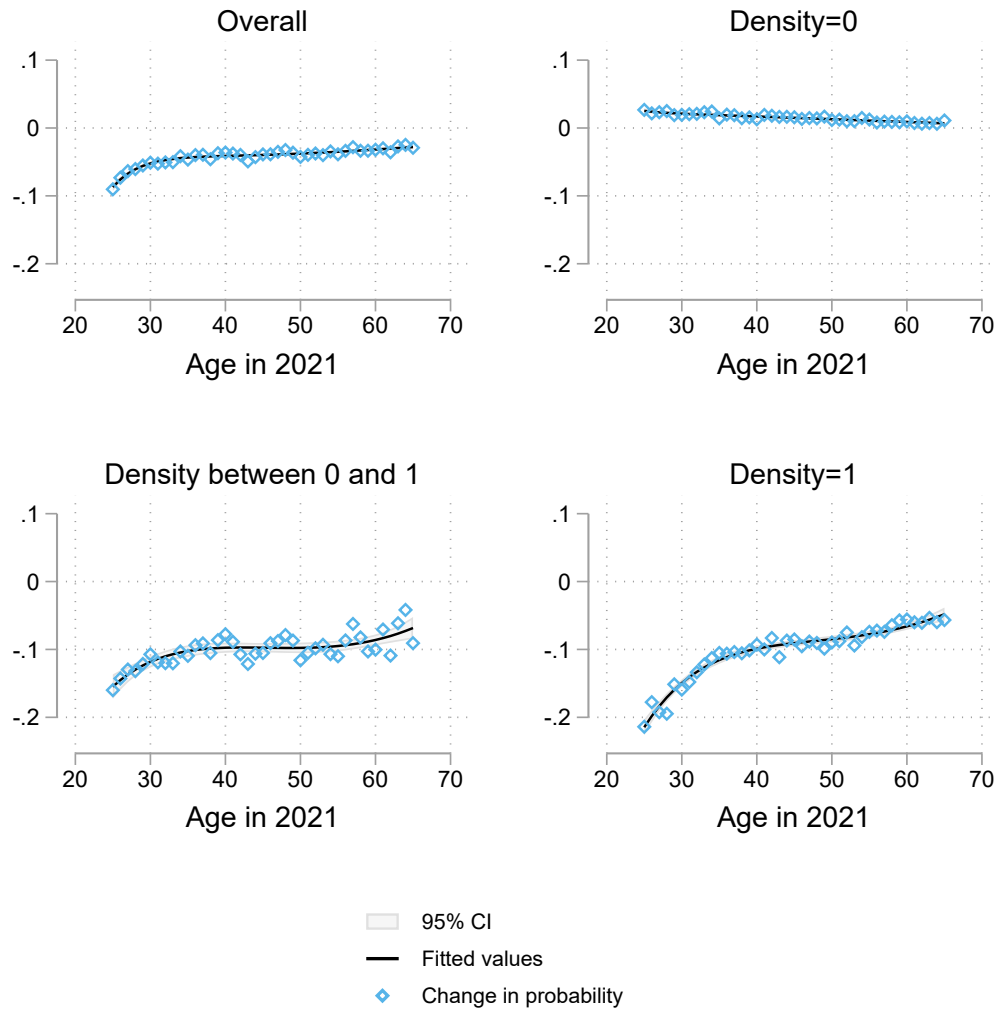 Overall
.1
0
-.1
-.2
20 30 40 50 60 70
Age in 2021
Density=0
.1
0
-.1
-.2
20 30 40 50 60 70
Age in 2021
Density between 0 and 1
.1
0
-.1
-.2
20 30 40 50 60 70
Age in 2021
Density=1
.1
0
-.1
-.2
20 30 40 50 60 70
Age in 2021
95% CI
Fitted values
Change in probability